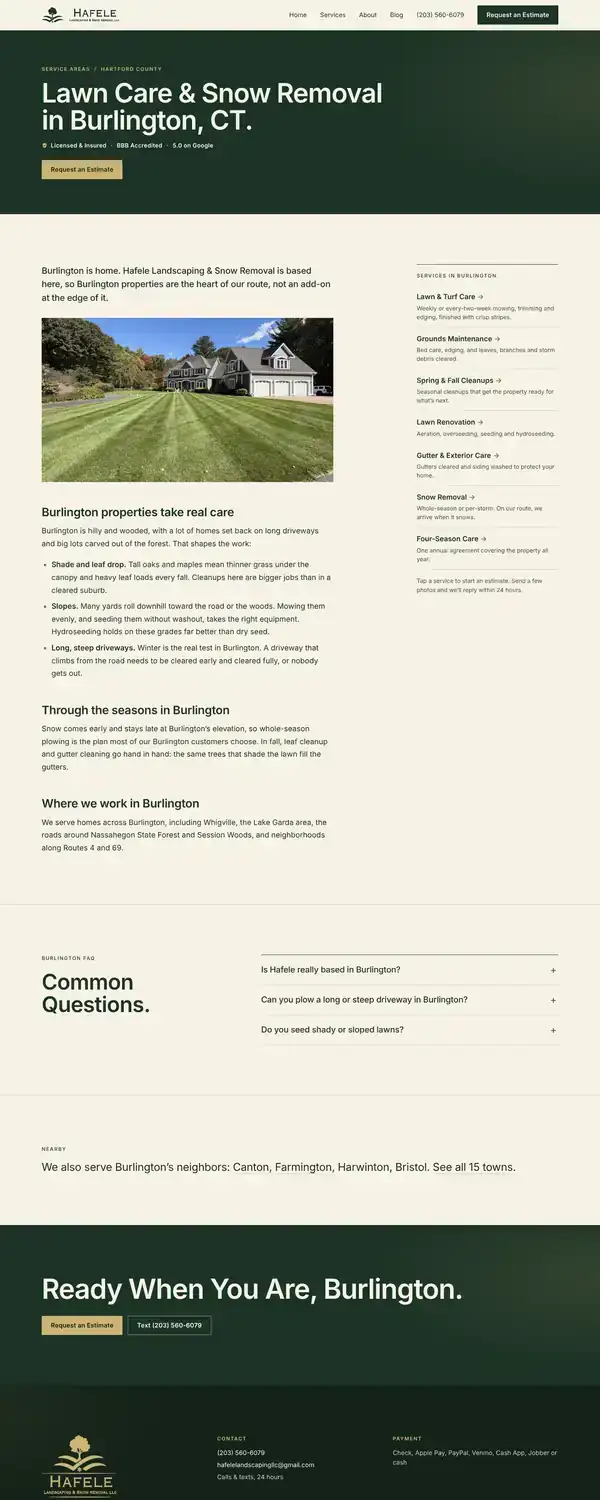 HAFELE
LANDSCAPING & SNOW REMOVAL LLC
Home
Services
About
Blog
(203) 560-6079
Request an Estimate
SERVICE AREAS / HARTFORD COUNTY
Lawn Care & Snow Removal
in Burlington, CT.
Licensed & Insured · BBB Accredited · 5.0 on Google
Request an Estimate
Burlington is home. Hafele Landscaping & Snow Removal is based
here, so Burlington properties are the heart of our route, not an add-on
at the edge of it.
Burlington properties take real care
Burlington is hilly and wooded, with a lot of homes set back on long driveways
and big lots carved out of the forest. That shapes the work:
• Shade and leaf drop. Tall oaks and maples mean thinner grass under the
canopy and heavy leaf loads every fall. Cleanups here are bigger jobs than in a
cleared suburb.
• Slopes. Many yards roll downhill toward the road or the woods. Mowing them
evenly, and seeding them without washout, takes the right equipment.
Hydroseeding holds on these grades far better than dry seed.
• Long, steep driveways. Winter is the real test in Burlington. A driveway that
climbs from the road needs to be cleared early and cleared fully, or nobody
gets out.
Through the seasons in Burlington
Snow comes early and stays late at Burlington's elevation, so whole-season
plowing is the plan most of our Burlington customers choose. In fall, leaf cleanup
and gutter cleaning go hand in hand: the same trees that shade the lawn fill the
gutters.
Where we work in Burlington
We serve homes across Burlington, including Whigville, the Lake Garda area, the
roads around Nassahegon State Forest and Session Woods, and neighborhoods
along Routes 4 and 69.
SERVICES IN BURLINGTON
Lawn & Turf Care →
Weekly or every-two-week mowing, trimming and
edging, finished with crisp stripes.
Grounds Maintenance →
Bed care, edging, and leaves, branches and storm
debris cleared.
Spring & Fall Cleanups →
Seasonal cleanups that get the property ready for
what's next.
Lawn Renovation →
Aeration, overseeding, seeding and hydroseeding.
Gutter & Exterior Care →
Gutters cleared and siding washed to protect your
home.
Snow Removal →
Whole-season or per-storm. On our route, we
arrive when it snows.
Four-Season Care →
One annual agreement covering the property all
year.
Tap a service to start an estimate. Send a few
photos and we'll reply within 24 hours.
BURLINGTON FAQ
Common
Questions.
Is Hafele really based in Burlington? +
Can you plow a long or steep driveway in Burlington? +
Do you seed shady or sloped lawns? +
NEARBY
We also serve Burlington's neighbors: Canton, Farmington, Harwinton, Bristol. See all 15 towns.
Ready When You Are, Burlington.
Request an Estimate
Text (203) 560-6079
HAFELE
LANDSCAPING & SNOW REMOVAL LLC
CONTACT
(203) 560-6079
hafelelandscapingllc@gmail.com
Calls & texts, 24 hours
PAYMENT
Check, Apple Pay, PayPal, Venmo, Cash App, Jobber or
cash